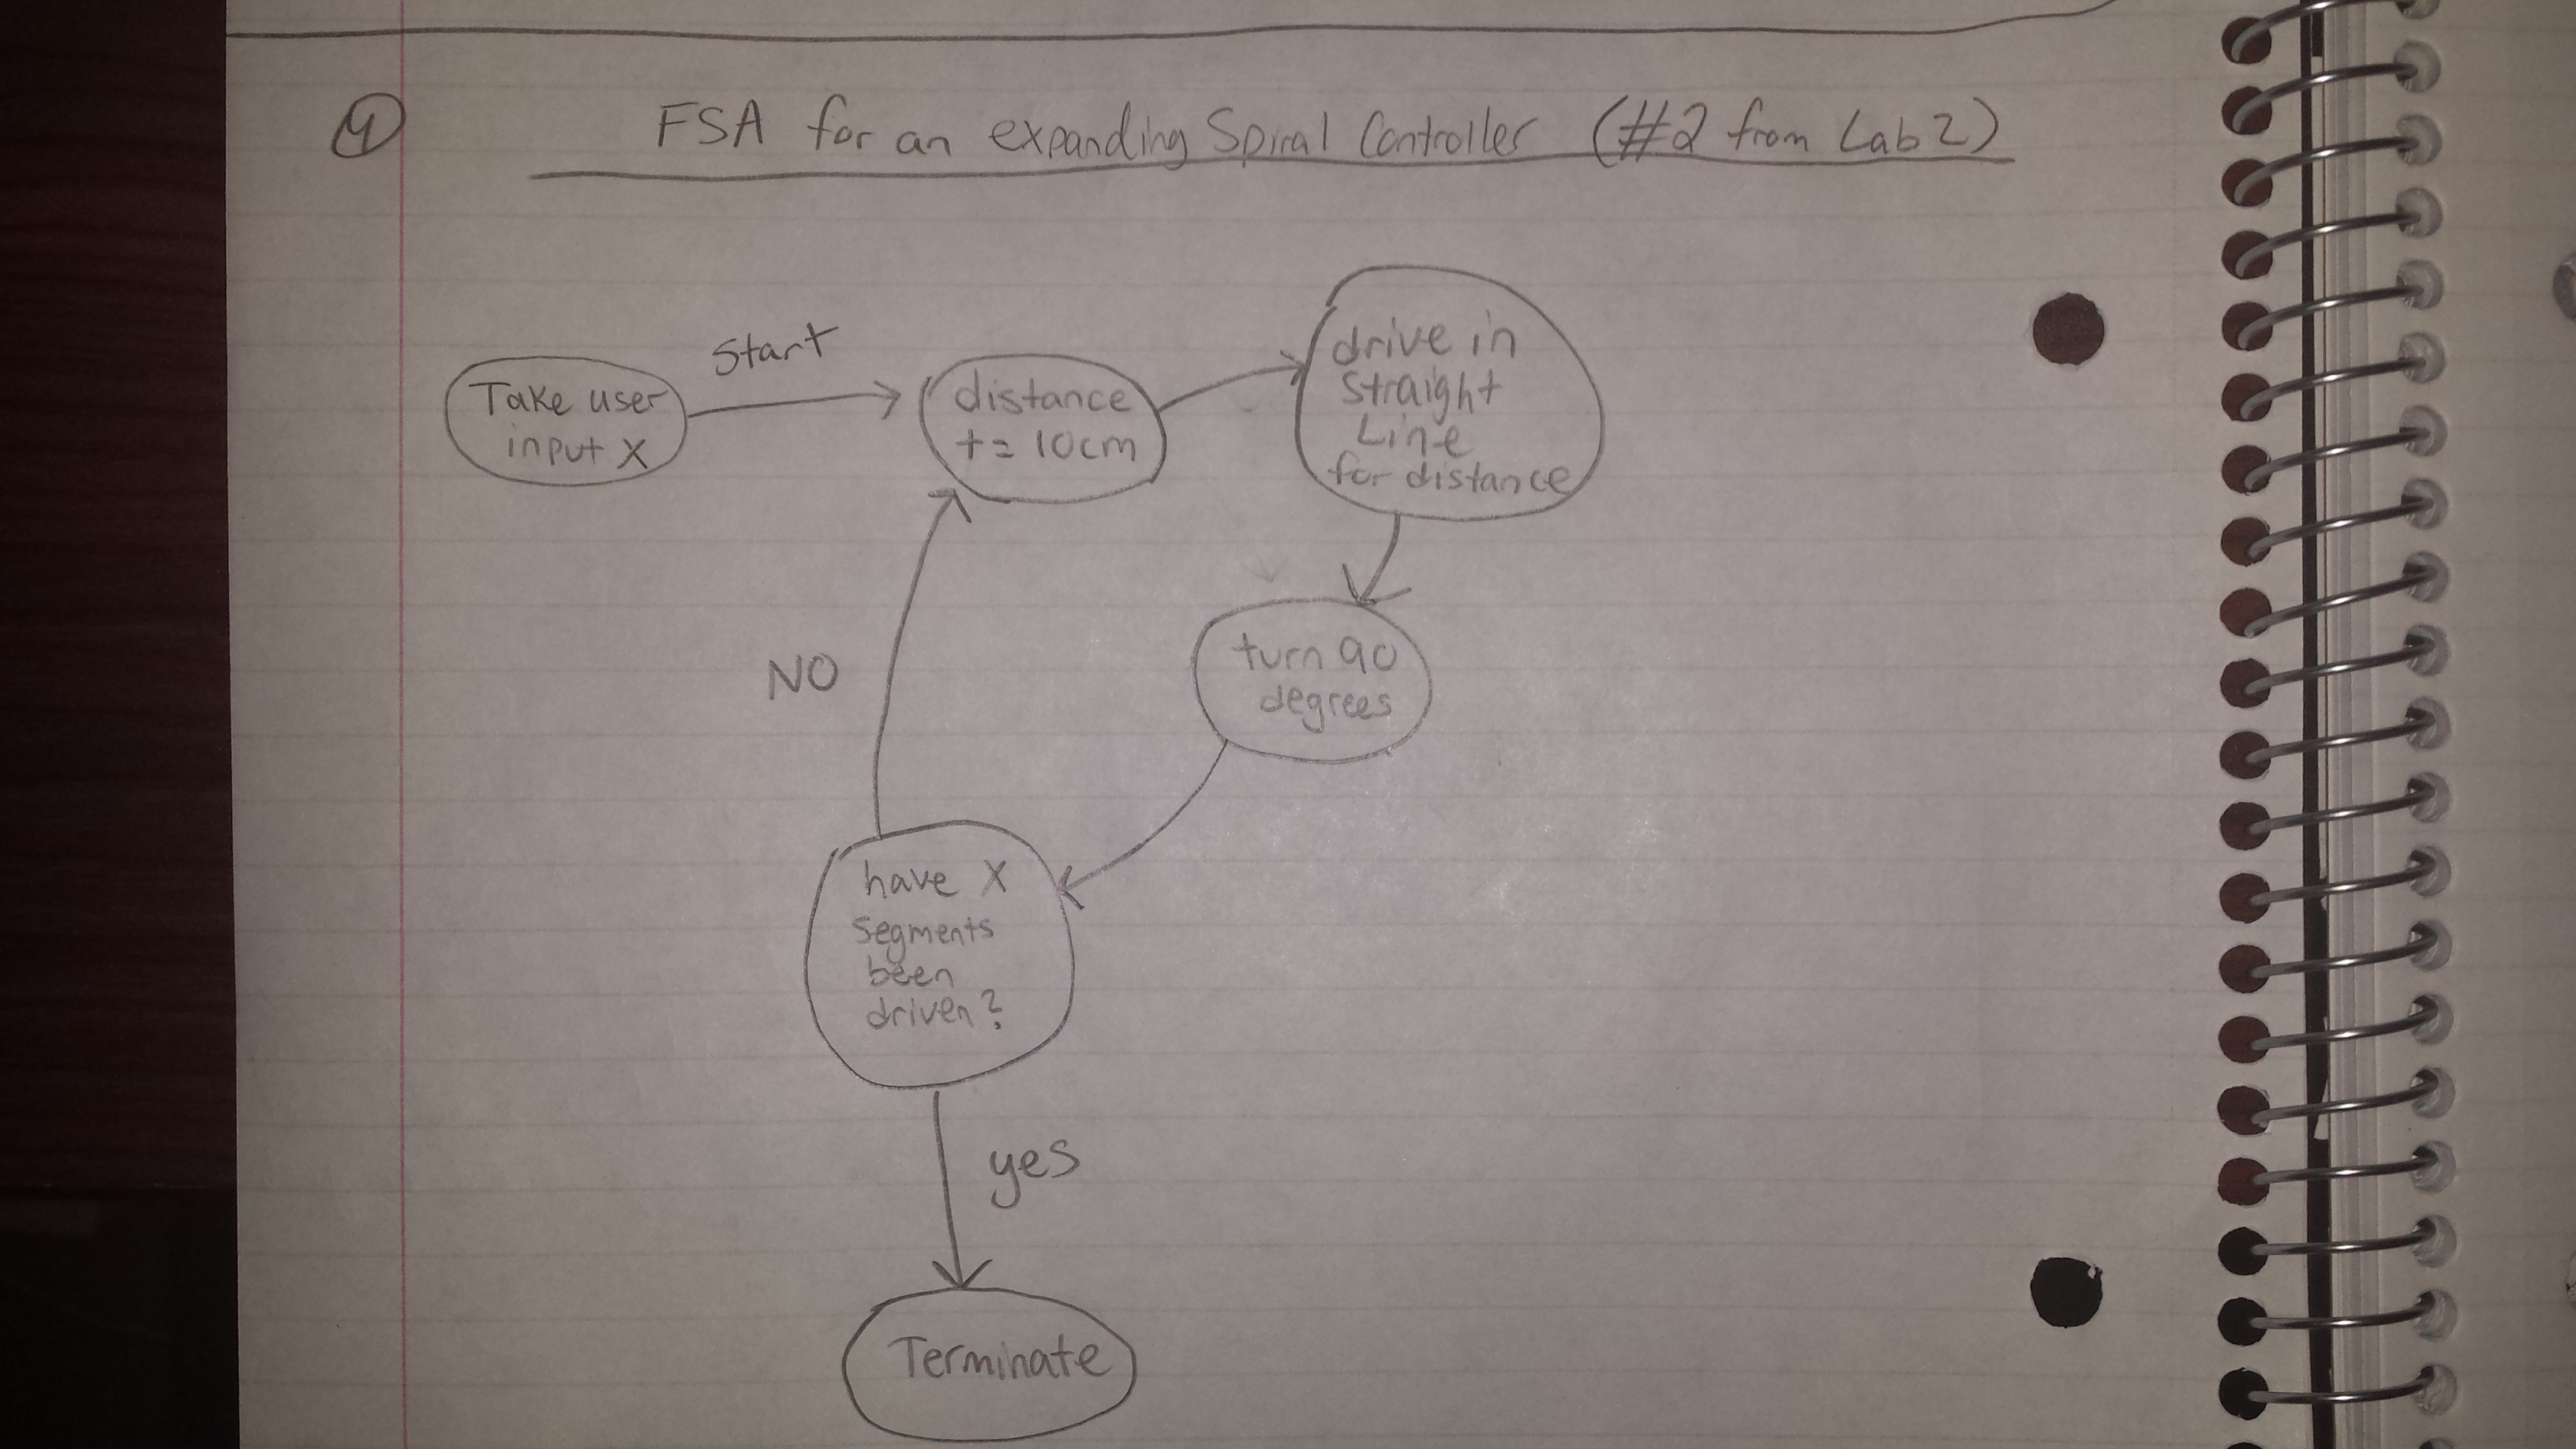 ④ FSA for an expanding Spiral Controller (#2 from Lab 2)
Start
Take user
input X
distance
+= 10cm
drive in
straight
Line
for distance
turn 90
degrees
NO
have X
segments
been
driven?
yes
Terminate